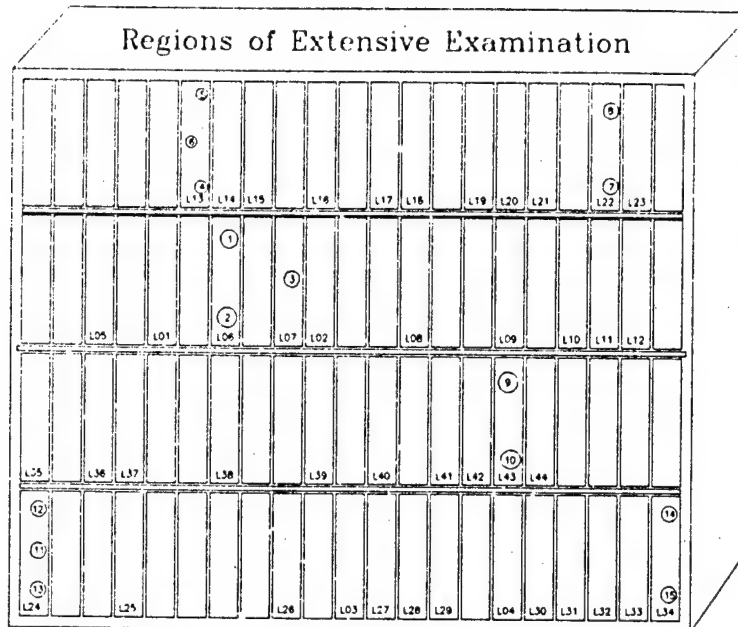 Regions of Extensive Examination
5 8
6
4 7
L13 L14 L15 L16 L17 L18 L19 L20 L21 L22 L23
1
3
2
L05 L01 L06 L07 L02 L08 L09 L10 L11 L12
9
10
L35 L36 L37 L38 L39 L40 L41 L42 L43 L44
12 14
11
13 15
L24 L25 L26 L03 L27 L28 L29 L04 L30 L31 L32 L33 L34